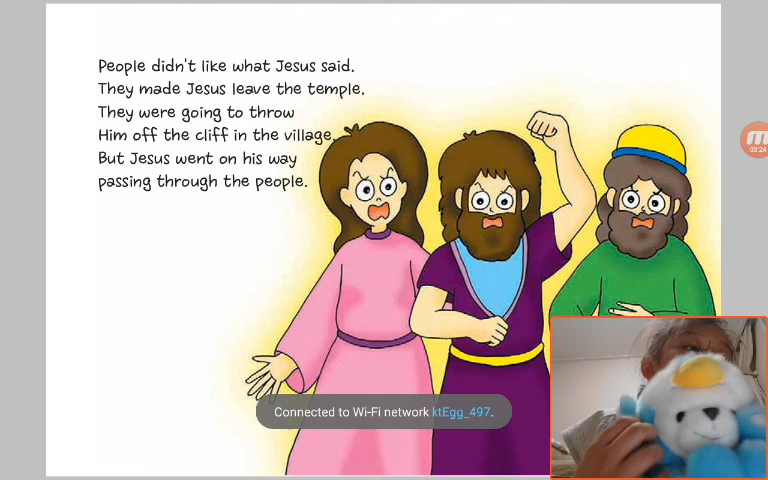 People didn't like what Jesus said.
They made Jesus leave the temple.
They were going to throw
Him off the cliff in the village.
But Jesus went on his way
passing through the people.
03:24
Connected to Wi-Fi network ktEgg_497.